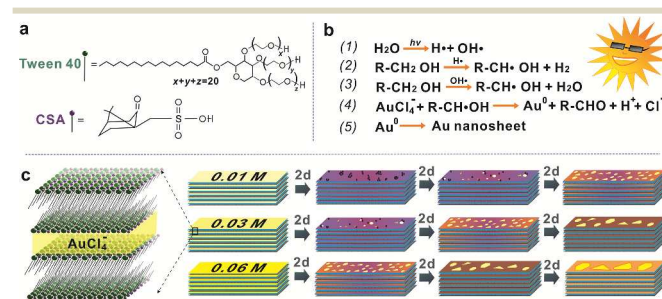 a
Tween 40
x+y+z=20
CSA
b
(1) H₂O hv H•+ OH•
(2) R-CH₂ OH H• R-CH• OH + H₂
(3) R-CH₂ OH OH• R-CH• OH + H₂O
(4) AuCl₄⁻+ R-CH•OH Au⁰+ R-CHO + H⁺+ Cl⁻
(5) Au⁰ Au nanosheet
c
AuCl₄⁻
0.01 M 2d 2d 2d
0.03 M 2d 2d 2d
0.06 M 2d 2d 2d